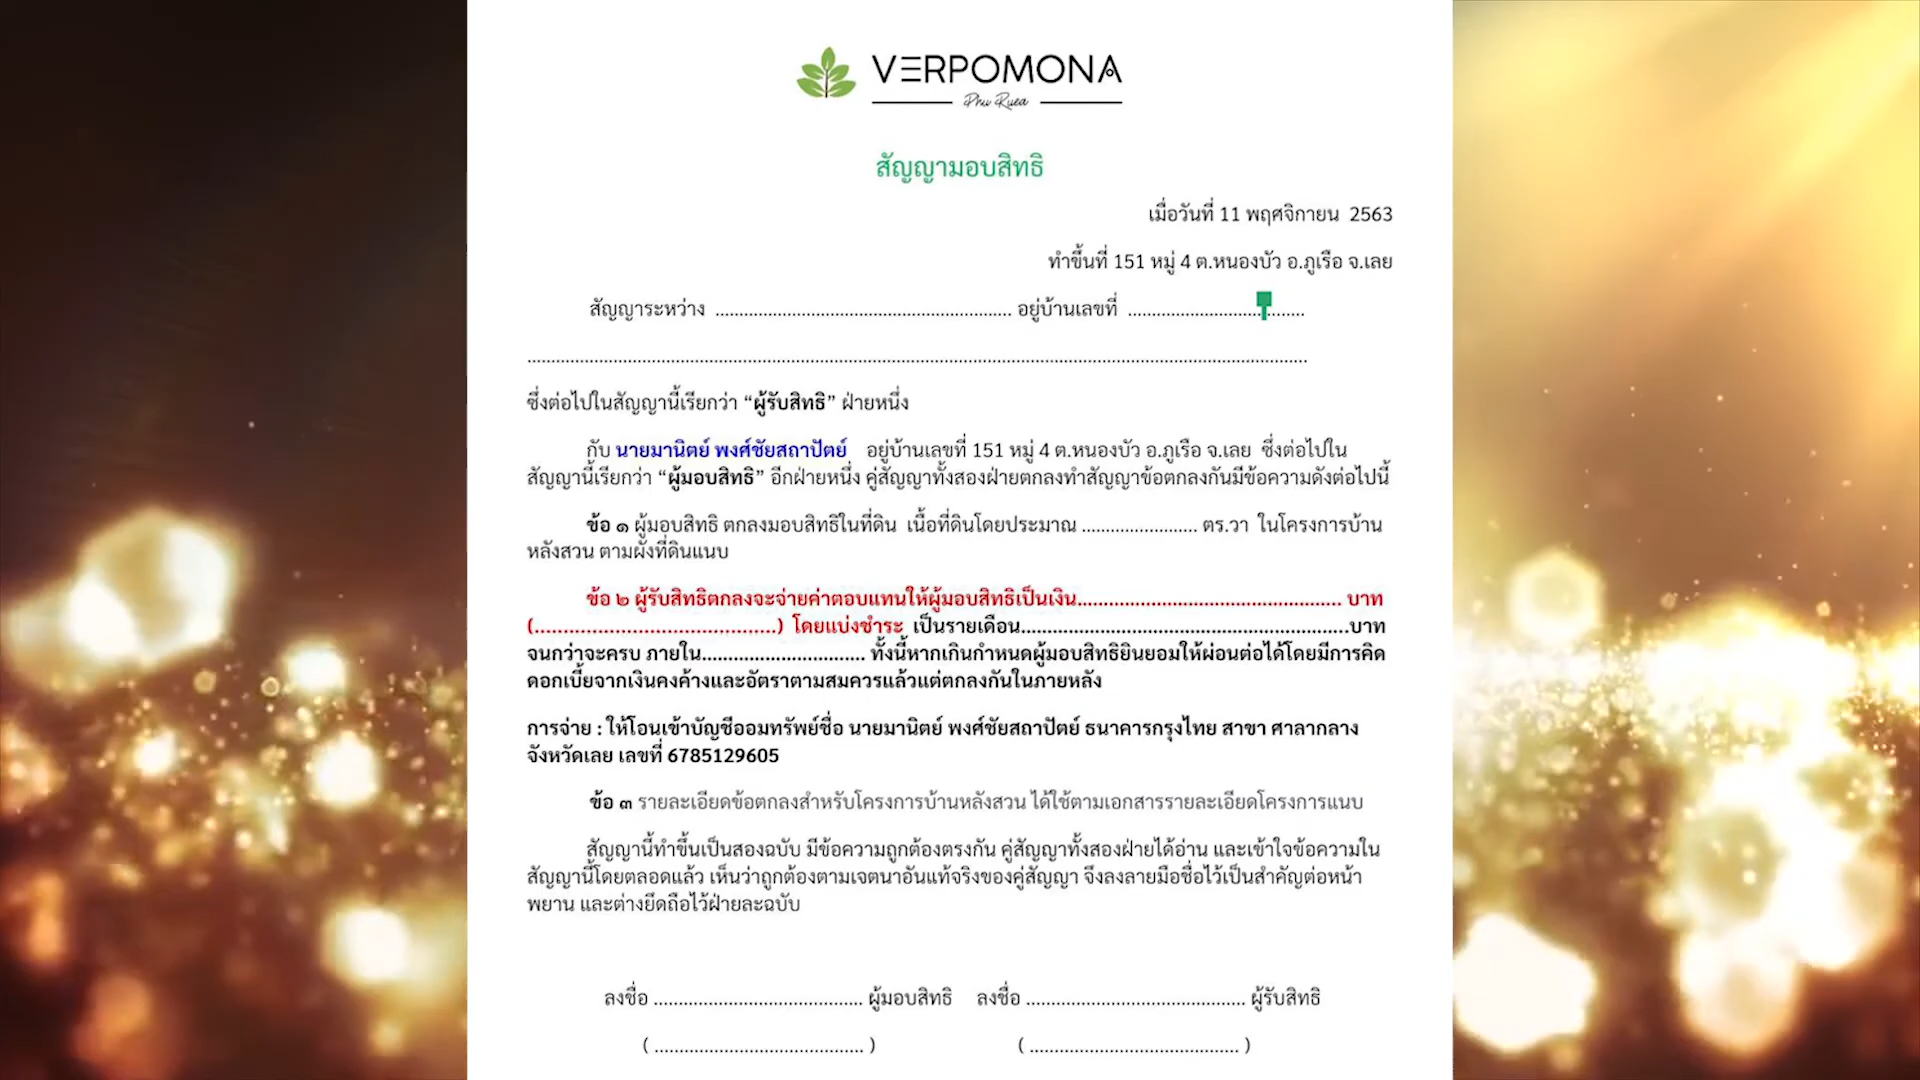 VERPOMONA
Phu Ruea
สัญญามอบสิทธิ
เมื่อวันที่ 11 พฤศจิกายน 2563
ทำขึ้นที่ 151 หมู่ 4 ต.หนองบัว อ.ภูเรือ จ.เลย
สัญญาระหว่าง .............................................................. อยู่บ้านเลขที่ .....................................
...................................................................................................................................
ซึ่งต่อไปในสัญญานี้เรียกว่า “ผู้รับสิทธิ” ฝ่ายหนึ่ง
กับ นายมานิตย์ พงศ์ชัยสถาปัตย์ อยู่บ้านเลขที่ 151 หมู่ 4 ต.หนองบัว อ.ภูเรือ จ.เลย ซึ่งต่อไปใน
สัญญานี้เรียกว่า “ผู้มอบสิทธิ” อีกฝ่ายหนึ่ง คู่สัญญาทั้งสองฝ่ายตกลงทำสัญญาข้อตกลงกันมีข้อความดังต่อไปนี้
ข้อ ๑ ผู้มอบสิทธิ ตกลงมอบสิทธิในที่ดิน เนื้อที่ดินโดยประมาณ ........................ ตร.วา ในโครงการบ้าน
หลังสวน ตามผังที่ดินแนบ
ข้อ ๒ ผู้รับสิทธิตกลงจะจ่ายค่าตอบแทนให้ผู้มอบสิทธิเป็นเงิน............................................. บาท
(.........................................) โดยแบ่งชำระ เป็นรายเดือน.......................................................บาท
จนกว่าจะครบ ภายใน............................ ทั้งนี้หากเกินกำหนดผู้มอบสิทธิยินยอมให้ผ่อนต่อได้โดยมีการคิด
ดอกเบี้ยจากเงินคงค้างและอัตราตามสมควรแล้วแต่ตกลงกันในภายหลัง
การจ่าย : ให้โอนเข้าบัญชีออมทรัพย์ชื่อ นายมานิตย์ พงศ์ชัยสถาปัตย์ ธนาคารกรุงไทย สาขา ศาลากลาง
จังหวัดเลย เลขที่ 6785129605
ข้อ ๓ รายละเอียดข้อตกลงสำหรับโครงการบ้านหลังสวน ได้ใช้ตามเอกสารรายละเอียดโครงการแนบ
สัญญานี้ทำขึ้นเป็นสองฉบับ มีข้อความถูกต้องตรงกัน คู่สัญญาทั้งสองฝ่ายได้อ่าน และเข้าใจข้อความใน
สัญญานี้โดยตลอดแล้ว เห็นว่าถูกต้องตามเจตนาอันแท้จริงของคู่สัญญา จึงลงลายมือชื่อไว้เป็นสำคัญต่อหน้า
พยาน และต่างยึดถือไว้ฝ่ายละฉบับ
ลงชื่อ ............................................ ผู้มอบสิทธิ ลงชื่อ .............................................. ผู้รับสิทธิ
( ............................................ ) ( ............................................ )